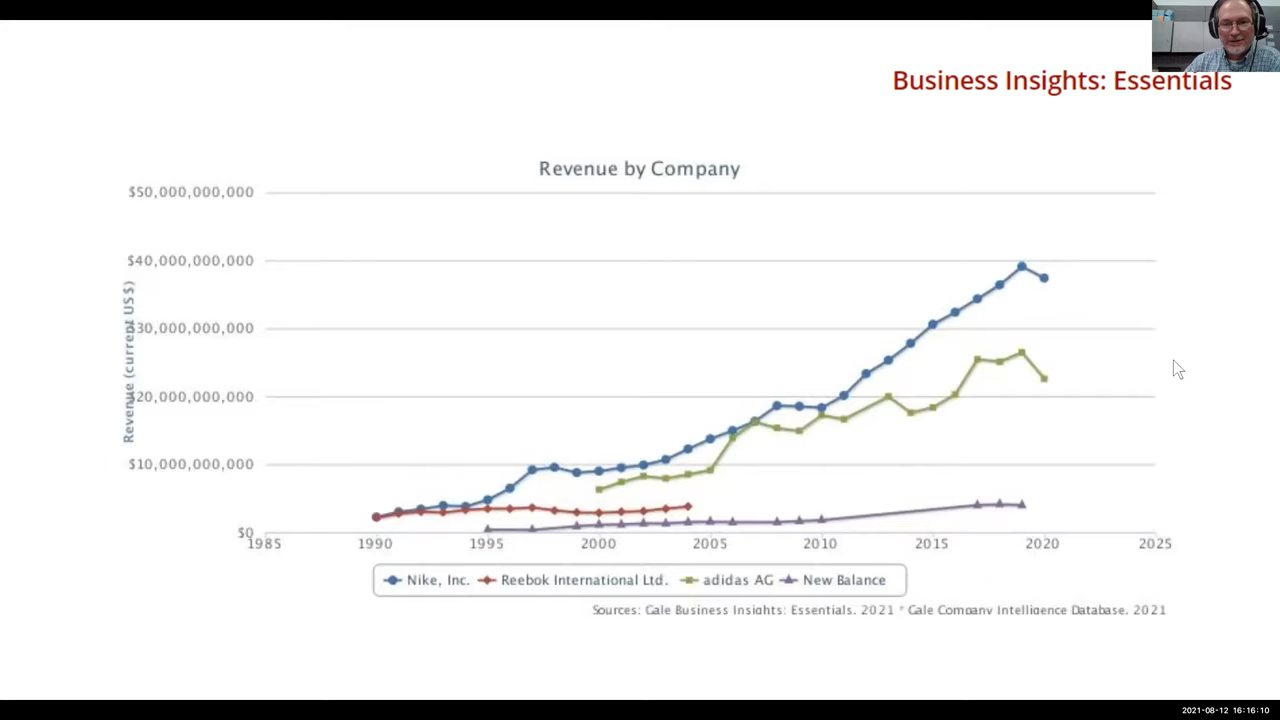 Business Insights: Essentials
Revenue by Company
$50,000,000,000
$40,000,000,000
$30,000,000,000
$20,000,000,000
$10,000,000,000
$0
Revenue (current US$)
1985 1990 1995 2000 2005 2010 2015 2020 2025
Nike, Inc. Reebok International Ltd. adidas AG New Balance
Sources: Gale Business Insights: Essentials, 2021 * Gale Company Intelligence Database, 2021
2021-08-12 16:16:10